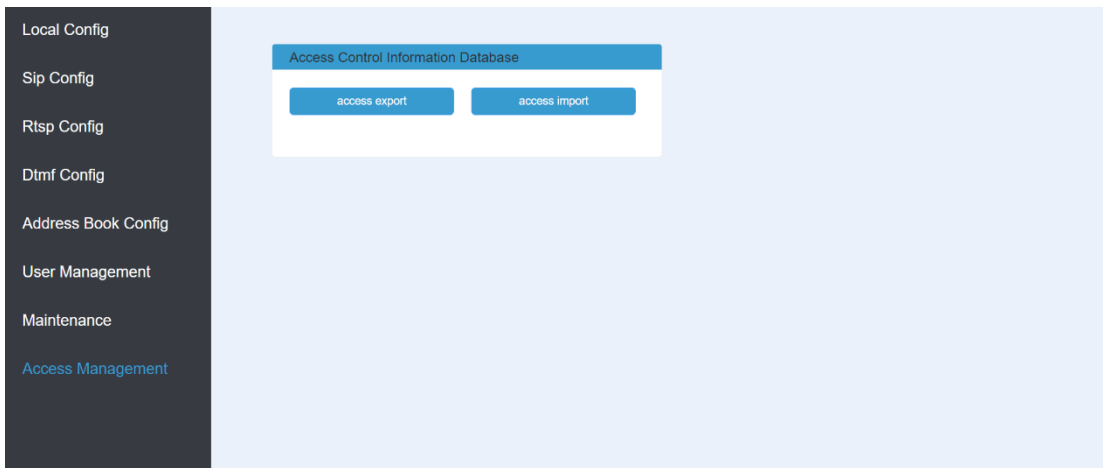 Local Config
Sip Config
Rtsp Config
Dtmf Config
Address Book Config
User Management
Maintenance
Access Management
Access Control Information Database
access export access import